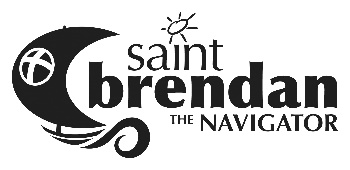 saint
brendan
THE NAVIGATOR